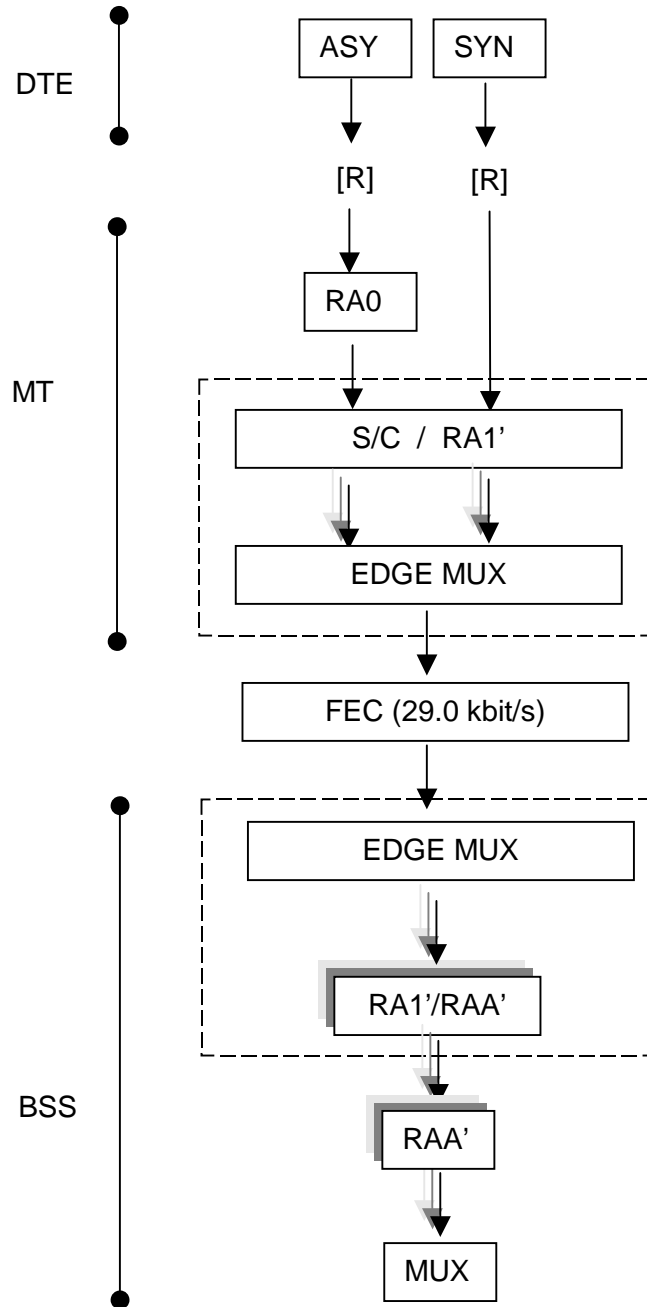 ASY SYN
DTE
[R] [R]
RA0
MT
S/C / RA1’
EDGE MUX
FEC (29.0 kbit/s)
EDGE MUX
RA1’/RAA’
BSS
RAA’
MUX